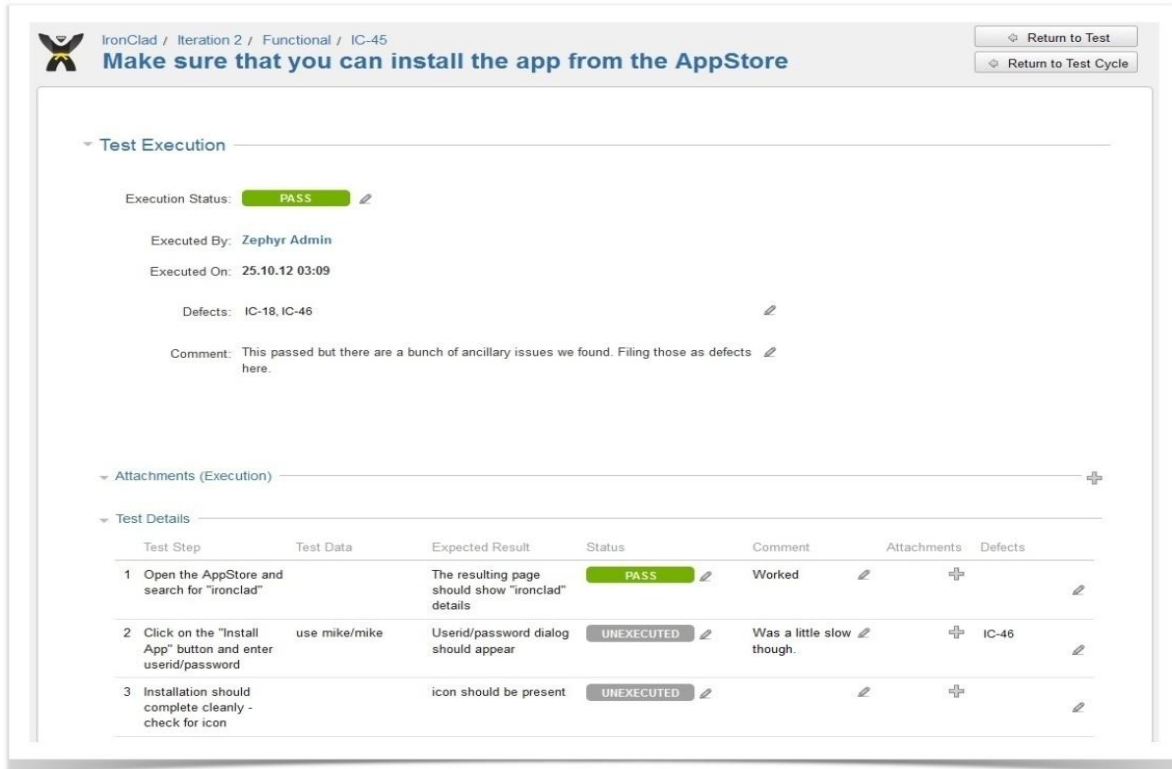 IronClad / Iteration 2 / Functional / IC-45
Make sure that you can install the app from the AppStore
Return to Test
Return to Test Cycle
Test Execution
Execution Status: PASS
Executed By: Zephyr Admin
Executed On: 25.10.12 03:09
Defects: IC-18, IC-46
Comment: This passed but there are a bunch of ancillary issues we found. Filing those as defects
here.
Attachments (Execution)
Test Details
Test Step Test Data Expected Result Status Comment Attachments Defects
1 Open the AppStore and The resulting page PASS Worked
search for "ironclad" should show "ironclad"
details
2 Click on the "Install use mike/mike Userid/password dialog UNEXECUTED Was a little slow IC-46
App" button and enter should appear though.
userid/password
3 Installation should icon should be present UNEXECUTED
complete cleanly -
check for icon